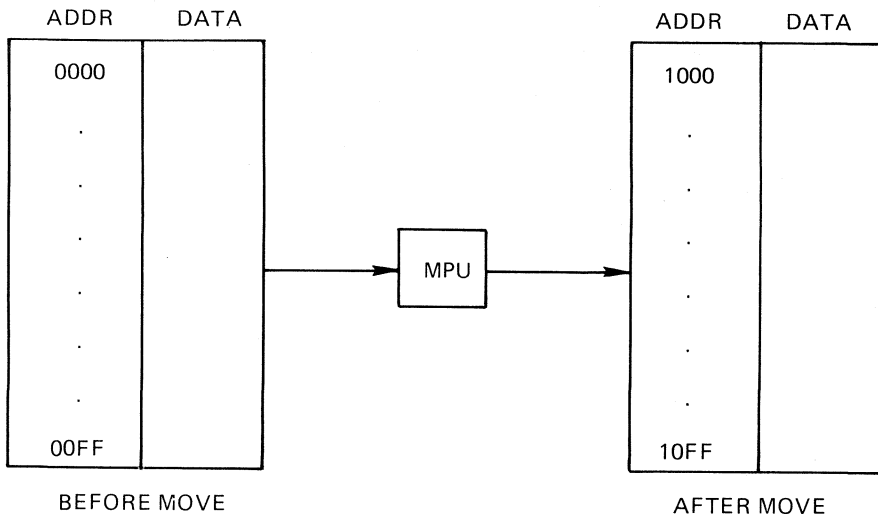 ADDR DATA
0000
.
.
.
.
.
.
00FF
BEFORE MOVE
MPU
ADDR DATA
1000
.
.
.
.
.
.
10FF
AFTER MOVE